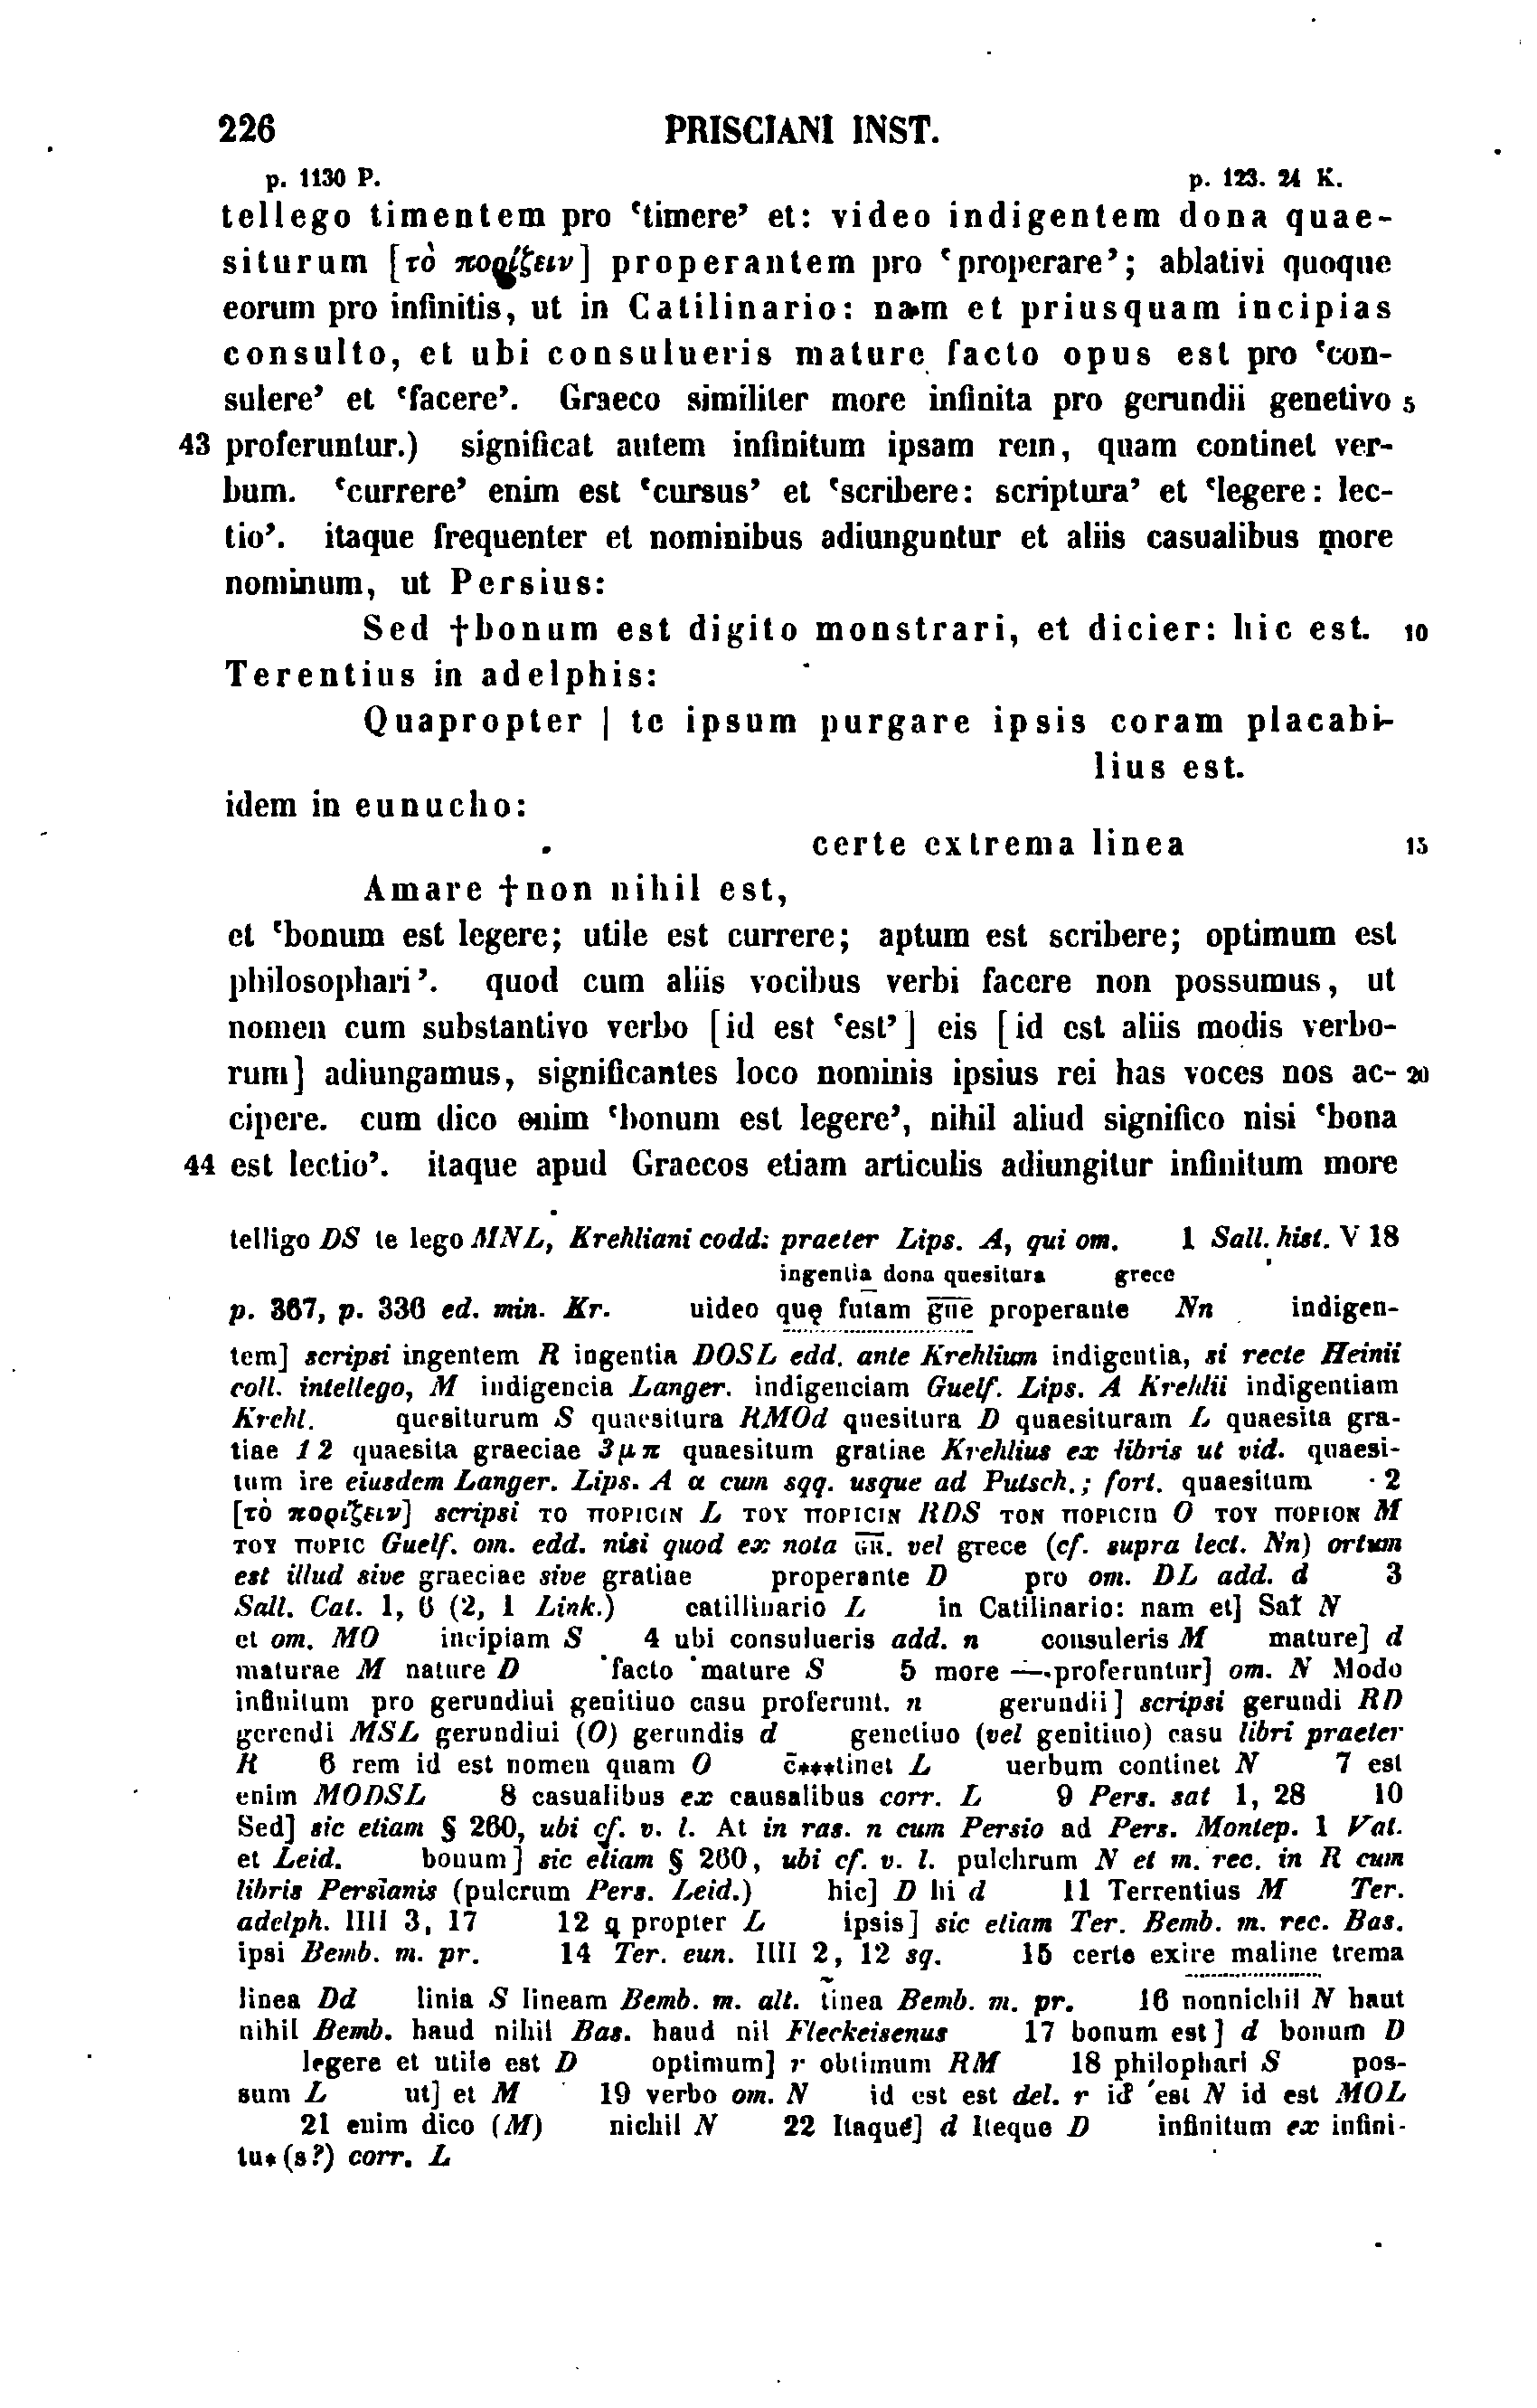 226 PRISCIANI INST.
p. 1130 P. p. 123. 24 K.
tellego timentem pro ‘timere’ et: video indigentem dona quae-
siturum [τὸ πορίζειν] properantem pro ‘properare’; ablativi quoque
eorum pro infinitis, ut in Catilinario: nam et priusquam incipias
consulto, et ubi consulueris mature facto opus est pro ‘con-
sulere’ et ‘facere’. Graeco similiter more infinita pro gerundii genetivo 5
43 proferuntur.) significat autem infinitum ipsam rem, quam continet ver-
bum. ‘currere’ enim est ‘cursus’ et ‘scribere: scriptura’ et ‘legere: lec-
tio’. itaque frequenter et nominibus adiunguntur et aliis casualibus more
nominum, ut Persius:
Sed †bonum est digito monstrari, et dicier: hic est. 10
Terentius in adelphis:
Quapropter | te ipsum purgare ipsis coram placabi-
lius est.
idem in eunucho:
certe extrema linea 15
Amare †non nihil est,
et ‘bonum est legere; utile est currere; aptum est scribere; optimum est
philosophari’. quod cum aliis vocibus verbi facere non possumus, ut
nomen cum substantivo verbo [id est ‘est’] eis [id est aliis modis verbo-
rum] adiungamus, significantes loco nominis ipsius rei has voces nos ac- 20
cipere. cum dico enim ‘bonum est legere’, nihil aliud significo nisi ‘bona
44 est lectio’. itaque apud Graecos etiam articulis adiungitur infinitum more
telligo DS te lego MNL, Krehliani codd. praeter Lips. A, qui om. 1 Sall. hist. V 18
ingentia dona quesitura grece
p. 367, p. 336 ed. min. Kr. uideo quę futam gne properante Nn indigen-
tem] scripsi ingentem R ingentia DOSL edd. ante Krehlium indigentia, si recte Heinii
coll. intellego, M indigencia Langer. indigenciam Guelf. Lips. A Krehlii indigentiam
Krehl. quesiturum S quaesitura RMOd quesitura D quaesituram L quaesita gra-
tiae 1 2 quaesita graeciae 3μπ quaesitum gratiae Krehlius ex libris ut vid. quaesi-
tum ire eiusdem Langer. Lips. A α cum sqq. usque ad Putsch.; fort. quaesitum 2
[τὸ πορίζειν] scripsi ΤΟ ΠΟΡΙCΙΝ L ΤΟΥ ΠΟΡΙCΙΝ RDS ΤΟΝ ΠΟΡΙCΙΠ O ΤΟΥ ΠΟΡΙΟΝ M
ΤΟΥ ΠΟΡΙC Guelf. om. edd. nisi quod ex nota GR. vel grece (cf. supra lect. Nn) ortum
est illud sive graeciae sive gratiae properante D pro om. DL add. d 3
Sall. Cat. 1, 6 (2, 1 Link.) catillinario L in Catilinario: nam et] Sat N
et om. MO incipiam S 4 ubi consulueris add. n consuleris M mature] d
maturae M nature D facto mature S 5 more — proferuntur] om. N Modo
infinitum pro gerundiui genitiuo casu proferunt. n gerundii] scripsi gerundi RD
gerendi MSL gerundiui (O) gerundis d genetiuo (vel genitiuo) casu libri praeter
R 6 rem id est nomen quam O c̄***tinet L uerbum continet N 7 est
enim MODSL 8 casualibus ex causalibus corr. L 9 Pers. sat 1, 28 10
Sed] sic etiam § 260, ubi cf. v. l. At in ras. n cum Persio ad Pers. Montep. 1 Vat.
et Leid. bonum] sic etiam § 260, ubi cf. v. l. pulchrum N et m. rec. in R cum
libris Persianis (pulcrum Pers. Leid.) hic] D hi d 11 Terrentius M Ter.
adelph. IIII 3, 17 12 q propter L ipsis] sic etiam Ter. Bemb. m. rec. Bas.
ipsi Bemb. m. pr. 14 Ter. eun. IIII 2, 12 sq. 15 certe exire maline trema
linea Dd linia S lineam Bemb. m. alt. tinea Bemb. m. pr. 16 nonnichil N haut
nihil Bemb. haud nihil Bas. haud nil Fleckeisenus 17 bonum est] d bonum D
legere et utile est D optimum] r obtimum RM 18 philophari S pos-
sum L ut] et M 19 verbo om. N id est est del. r id 'est N id est MOL
21 enim dico (M) nichil N 22 Itaque] d Iteque D infinitum ex infini-
tu*(s?) corr. L